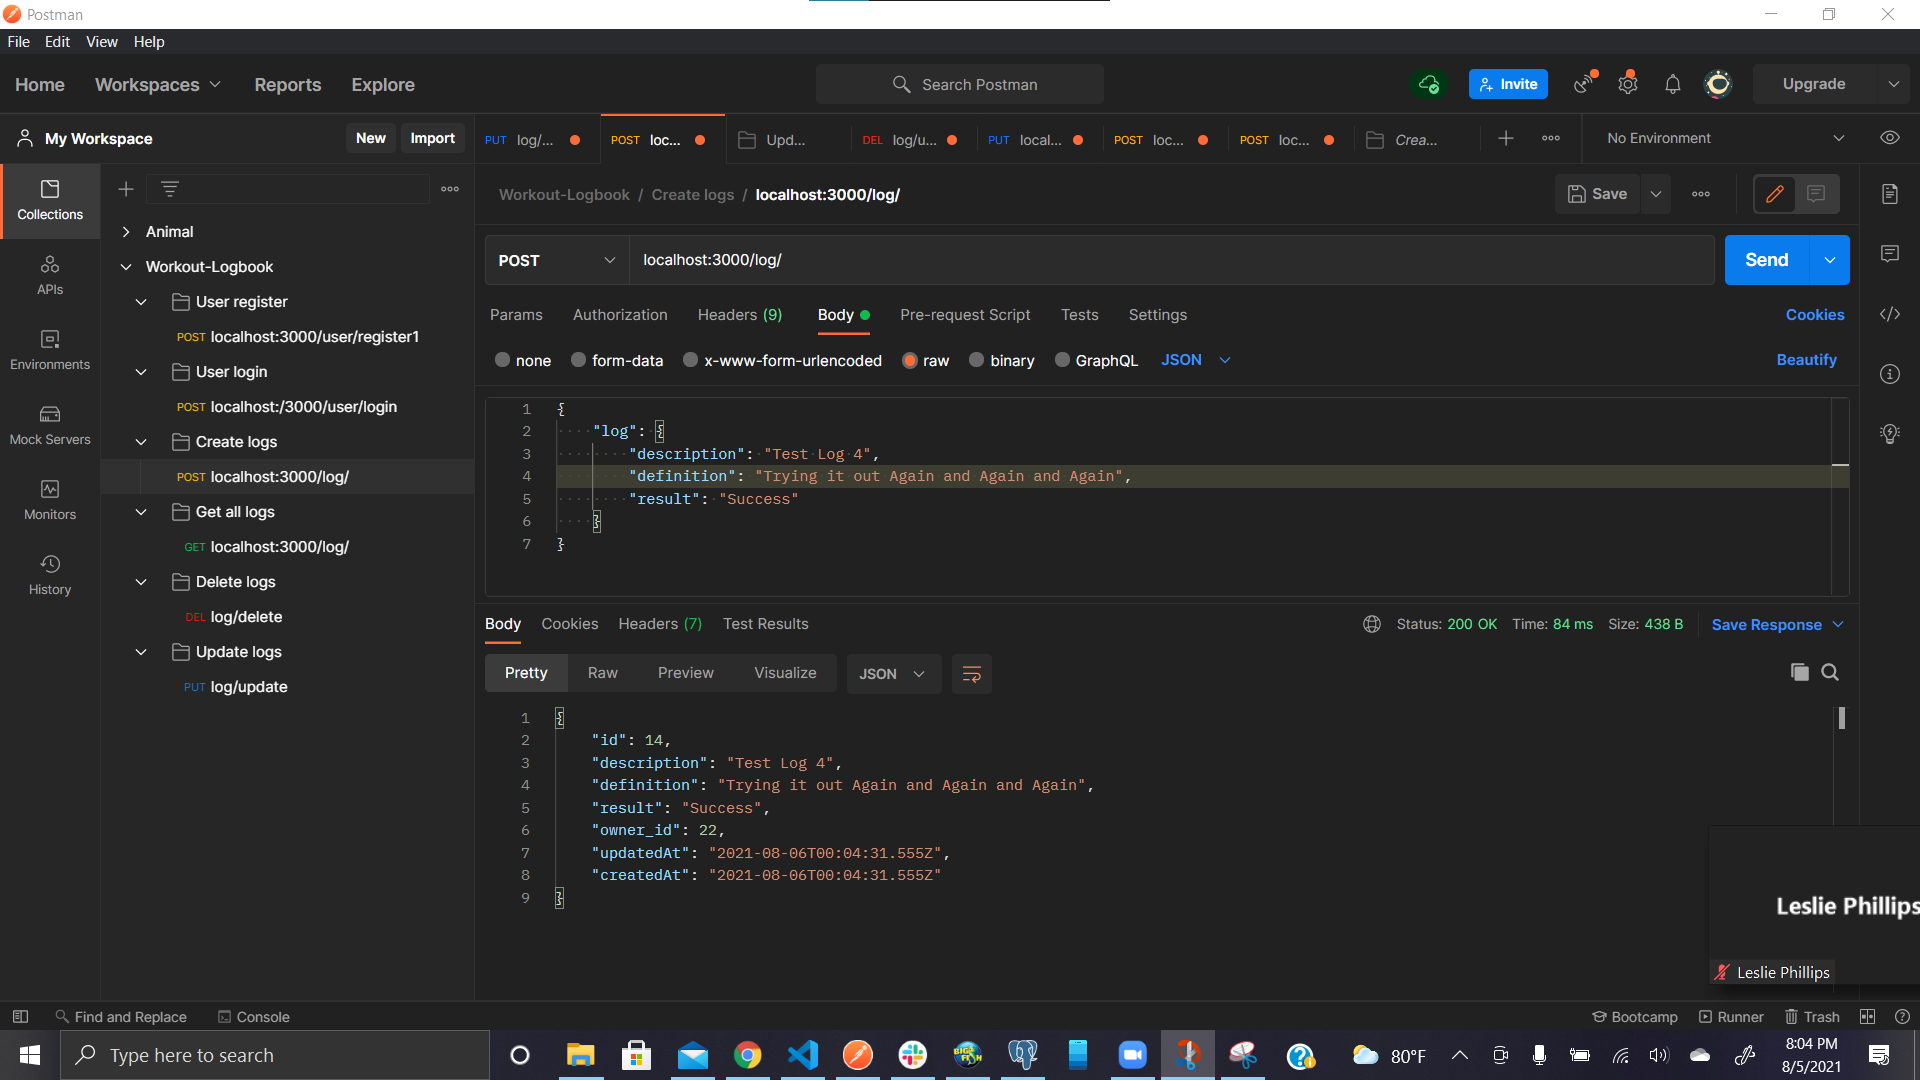 Postman
File Edit View Help
Home Workspaces Reports Explore Search Postman Invite Upgrade
My Workspace New Import
PUT log/... POST loc... Upd... DEL log/u... PUT local... POST loc... POST loc... Crea... No Environment
Workout-Logbook / Create logs / localhost:3000/log/ Save
POST localhost:3000/log/ Send
Params Authorization Headers (9) Body Pre-request Script Tests Settings Cookies
none form-data x-www-form-urlencoded raw binary GraphQL JSON Beautify
Collections
APIs
Environments
Mock Servers
Monitors
History
Animal
Workout-Logbook
User register
POST localhost:3000/user/register1
User login
POST localhost:/3000/user/login
Create logs
POST localhost:3000/log/
Get all logs
GET localhost:3000/log/
Delete logs
DEL log/delete
Update logs
PUT log/update
1 {
2 "log": {
3 "description": "Test Log 4",
4 "definition": "Trying it out Again and Again and Again",
5 "result": "Success"
6 }
7 }
Body Cookies Headers (7) Test Results Status: 200 OK Time: 84 ms Size: 438 B Save Response
Pretty Raw Preview Visualize JSON
1 {
2 "id": 14,
3 "description": "Test Log 4",
4 "definition": "Trying it out Again and Again and Again",
5 "result": "Success",
6 "owner_id": 22,
7 "updatedAt": "2021-08-06T00:04:31.555Z",
8 "createdAt": "2021-08-06T00:04:31.555Z"
9 }
Leslie Phillips
Leslie Phillips
Find and Replace Console Bootcamp Runner Trash
Type here to search BIG FISH 80°F 8:04 PM
8/5/2021